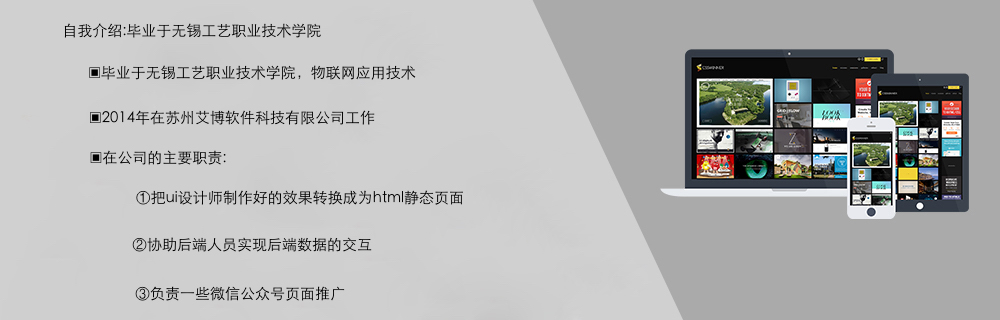 自我介绍:毕业于无锡工艺职业技术学院
▣毕业于无锡工艺职业技术学院，物联网应用技术
▣2014年在苏州艾博软件科技有限公司工作
▣在公司的主要职责:
①把ui设计师制作好的效果转换成为html静态页面
②协助后端人员实现后端数据的交互
③负责一些微信公众号页面推广